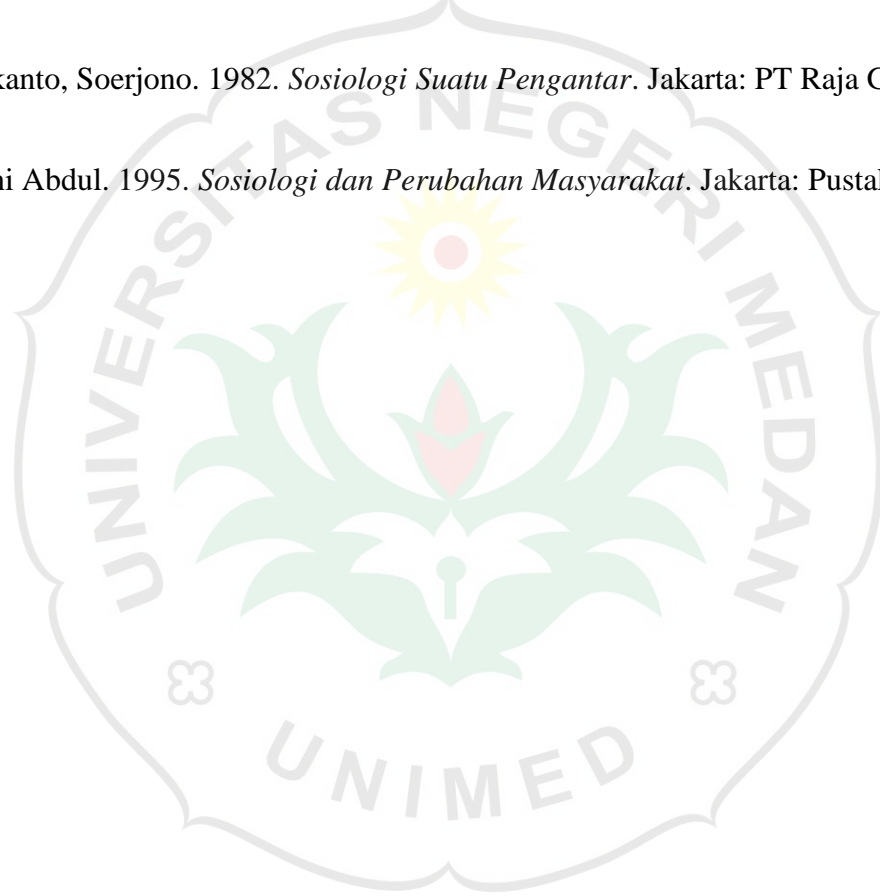 kanto, Soerjono. 1982. Sosiologi Suatu Pengantar. Jakarta: PT Raja G
ni Abdul. 1995. Sosiologi dan Perubahan Masyarakat. Jakarta: Pustak
UNIVERSITAS NEGERI MEDAN
UNIMED